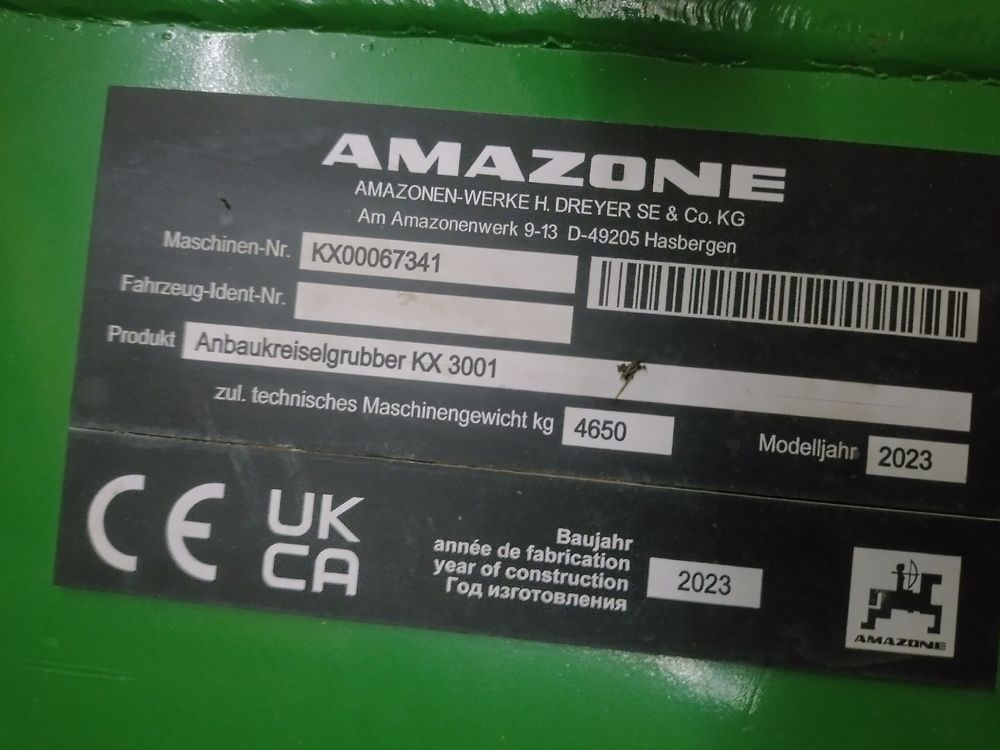 AMAZONE
AMAZONEN-WERKE H. DREYER SE & Co. KG
Am Amazonenwerk 9-13 D-49205 Hasbergen
Maschinen-Nr. KX00067341
Fahrzeug-Ident-Nr.
Produkt Anbaukreiselgrubber KX 3001
zul. technisches Maschinengewicht kg 4650
Modelljahr 2023
CE
UK
CA
Baujahr
année de fabrication
year of construction
Год изготовления
2023
AMAZONE